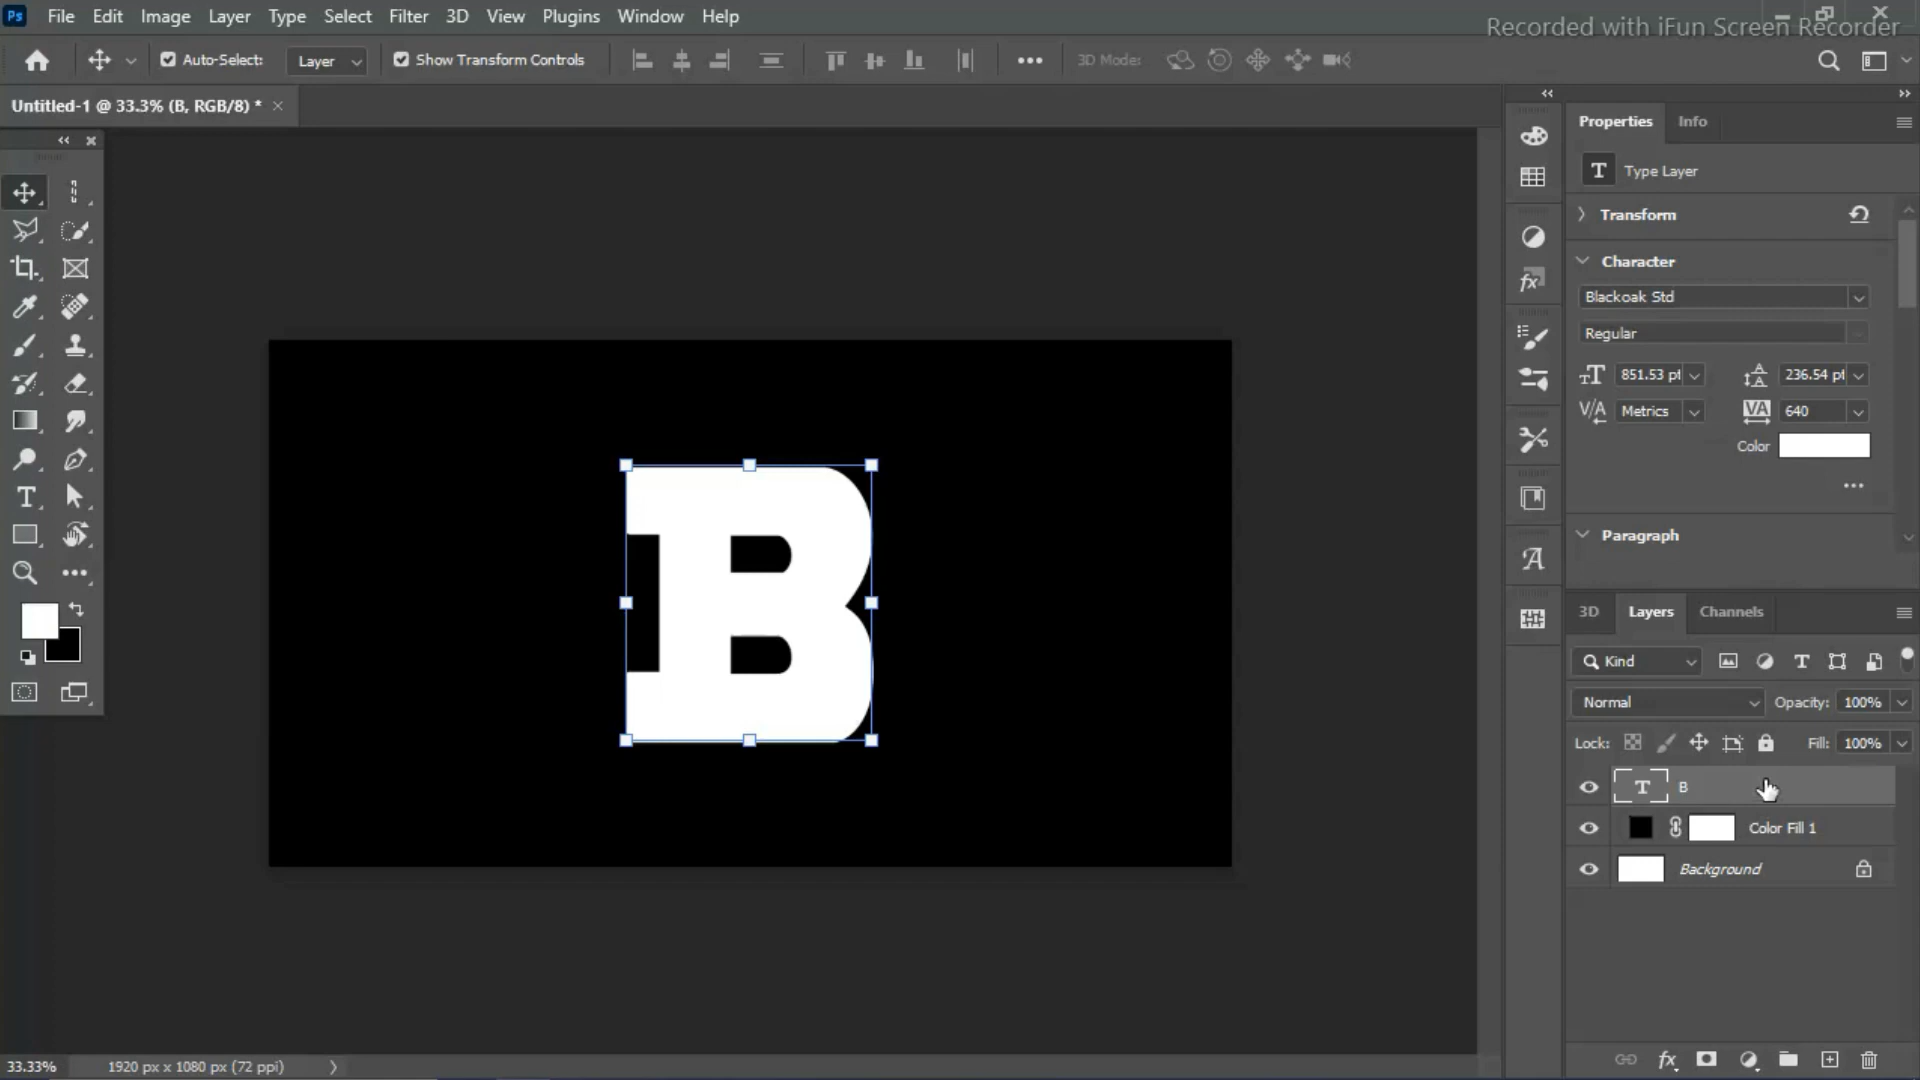 Ps File Edit Image Layer Type Select Filter 3D View Plugins Window Help
Recorded with iFun Screen Recorder
Auto-Select: Layer Show Transform Controls 3D Mode:
Untitled-1 @ 33.3% (B, RGB/8) *
Properties Info
T Type Layer
Transform
Character
Blackoak Std
Regular
851.53 pt 236.54 pt
Metrics 640
Color
Paragraph
B
3D Layers Channels
Kind
Normal Opacity: 100%
Lock: Fill: 100%
T B
Color Fill 1
Background
33.33% 1920 px x 1080 px (72 ppi)